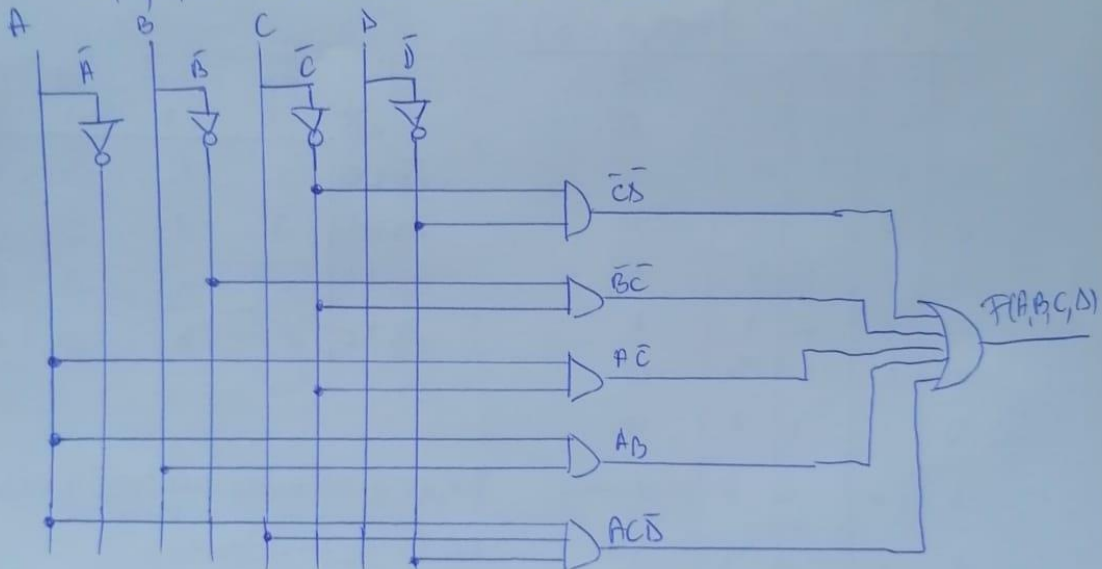 A B C D
Ā B̄ C̄ D̄
C̄D̄
B̄C̄
AC̄
F(A,B,C,D)
AB
ACD̄